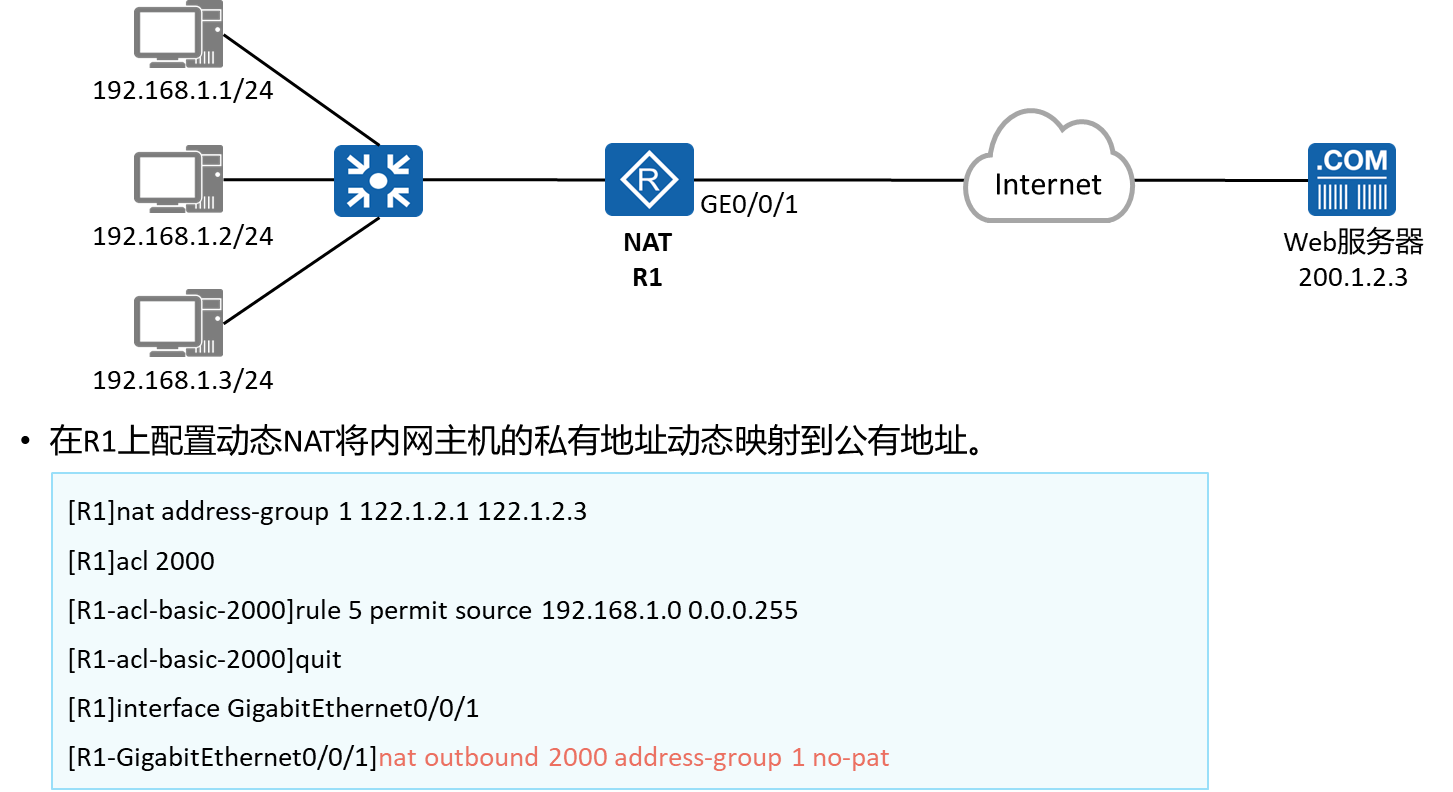 192.168.1.1/24
192.168.1.2/24
192.168.1.3/24
R
GE0/0/1
NAT
R1
Internet
.COM
Web服务器
200.1.2.3
• 在R1上配置动态NAT将内网主机的私有地址动态映射到公有地址。
[R1]nat address-group 1 122.1.2.1 122.1.2.3
[R1]acl 2000
[R1-acl-basic-2000]rule 5 permit source 192.168.1.0 0.0.0.255
[R1-acl-basic-2000]quit
[R1]interface GigabitEthernet0/0/1
[R1-GigabitEthernet0/0/1]nat outbound 2000 address-group 1 no-pat